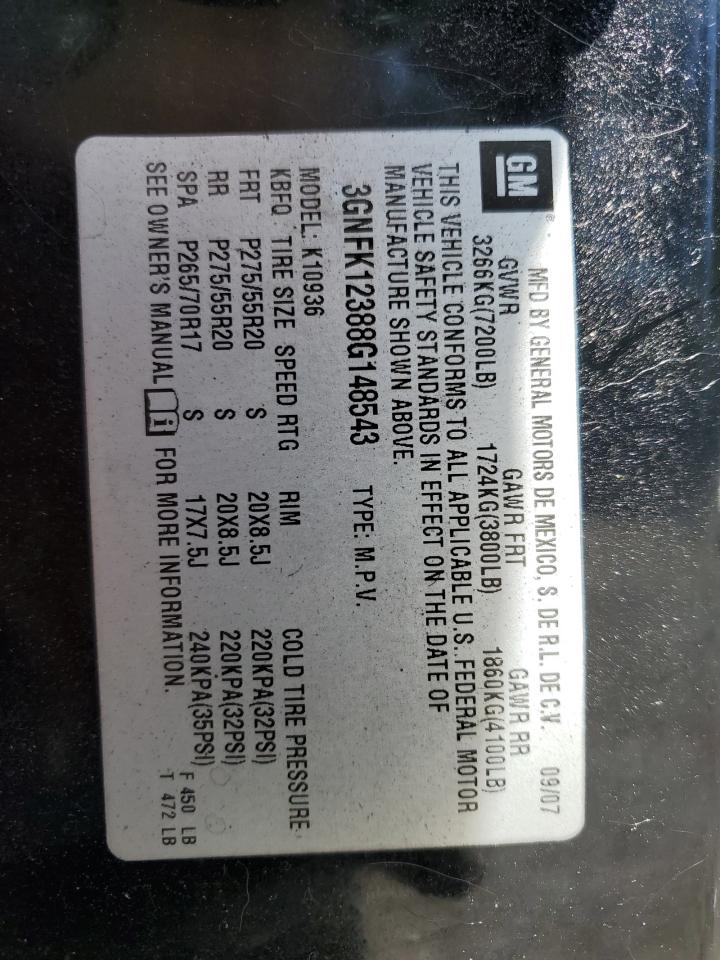 GM
MFD BY GENERAL MOTORS DE MEXICO, S. DE R.L. DE C.V. 09/07
GVWR GAWR FRT GAWR RR
3266KG(7200LB) 1724KG(3800LB) 1860KG(4100LB)
THIS VEHICLE CONFORMS TO ALL APPLICABLE U.S. FEDERAL MOTOR
VEHICLE SAFETY STANDARDS IN EFFECT ON THE DATE OF
MANUFACTURE SHOWN ABOVE.
3GNFK12388G148543 TYPE: M.P.V.
MODEL: K10936
KBFQ TIRE SIZE SPEED RTG RIM COLD TIRE PRESSURE
FRT P275/55R20 S 20X8.5J 220KPA(32PSI)
RR P275/55R20 S 20X8.5J 220KPA(32PSI)
SPA P265/70R17 S 17X7.5J 240KPA(35PSI)
SEE OWNER'S MANUAL i FOR MORE INFORMATION.
F 450 LB
T 472 LB